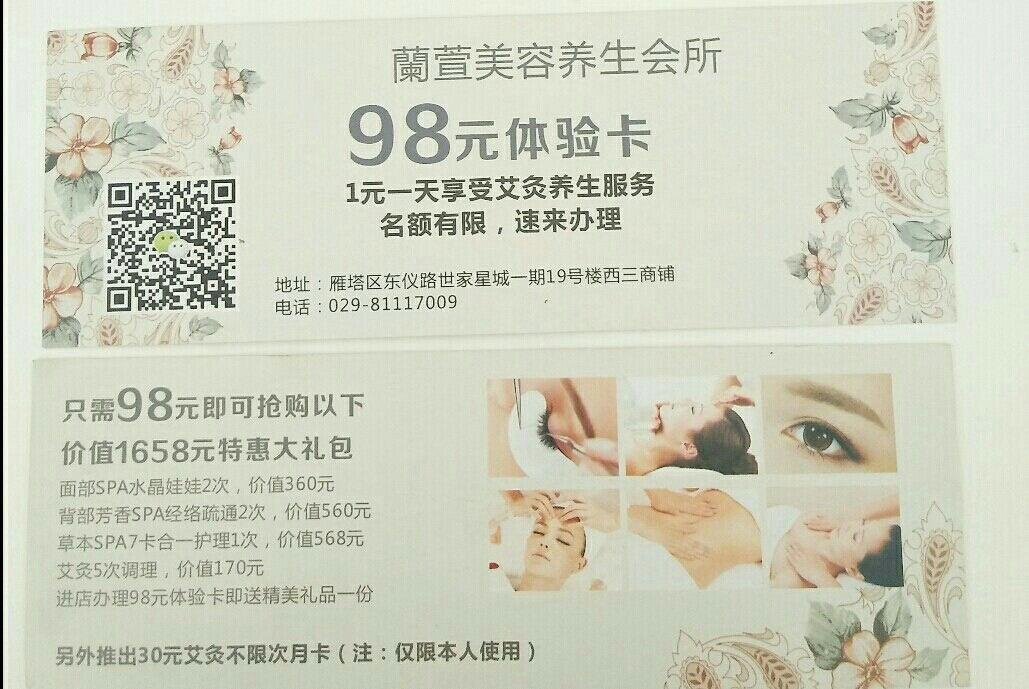 蘭萱美容养生会所
98元体验卡
1元一天享受艾灸养生服务
名额有限，速来办理
地址：雁塔区东仪路世家星城一期19号楼西三商铺
电话：029-81117009
只需98元即可抢购以下
价值1658元特惠大礼包
面部SPA水晶娃娃2次，价值360元
背部芳香SPA经络疏通2次，价值560元
草本SPA7卡合一护理1次，价值568元
艾灸5次调理，价值170元
进店办理98元体验卡即送精美礼品一份
另外推出30元艾灸不限次月卡（注：仅限本人使用）